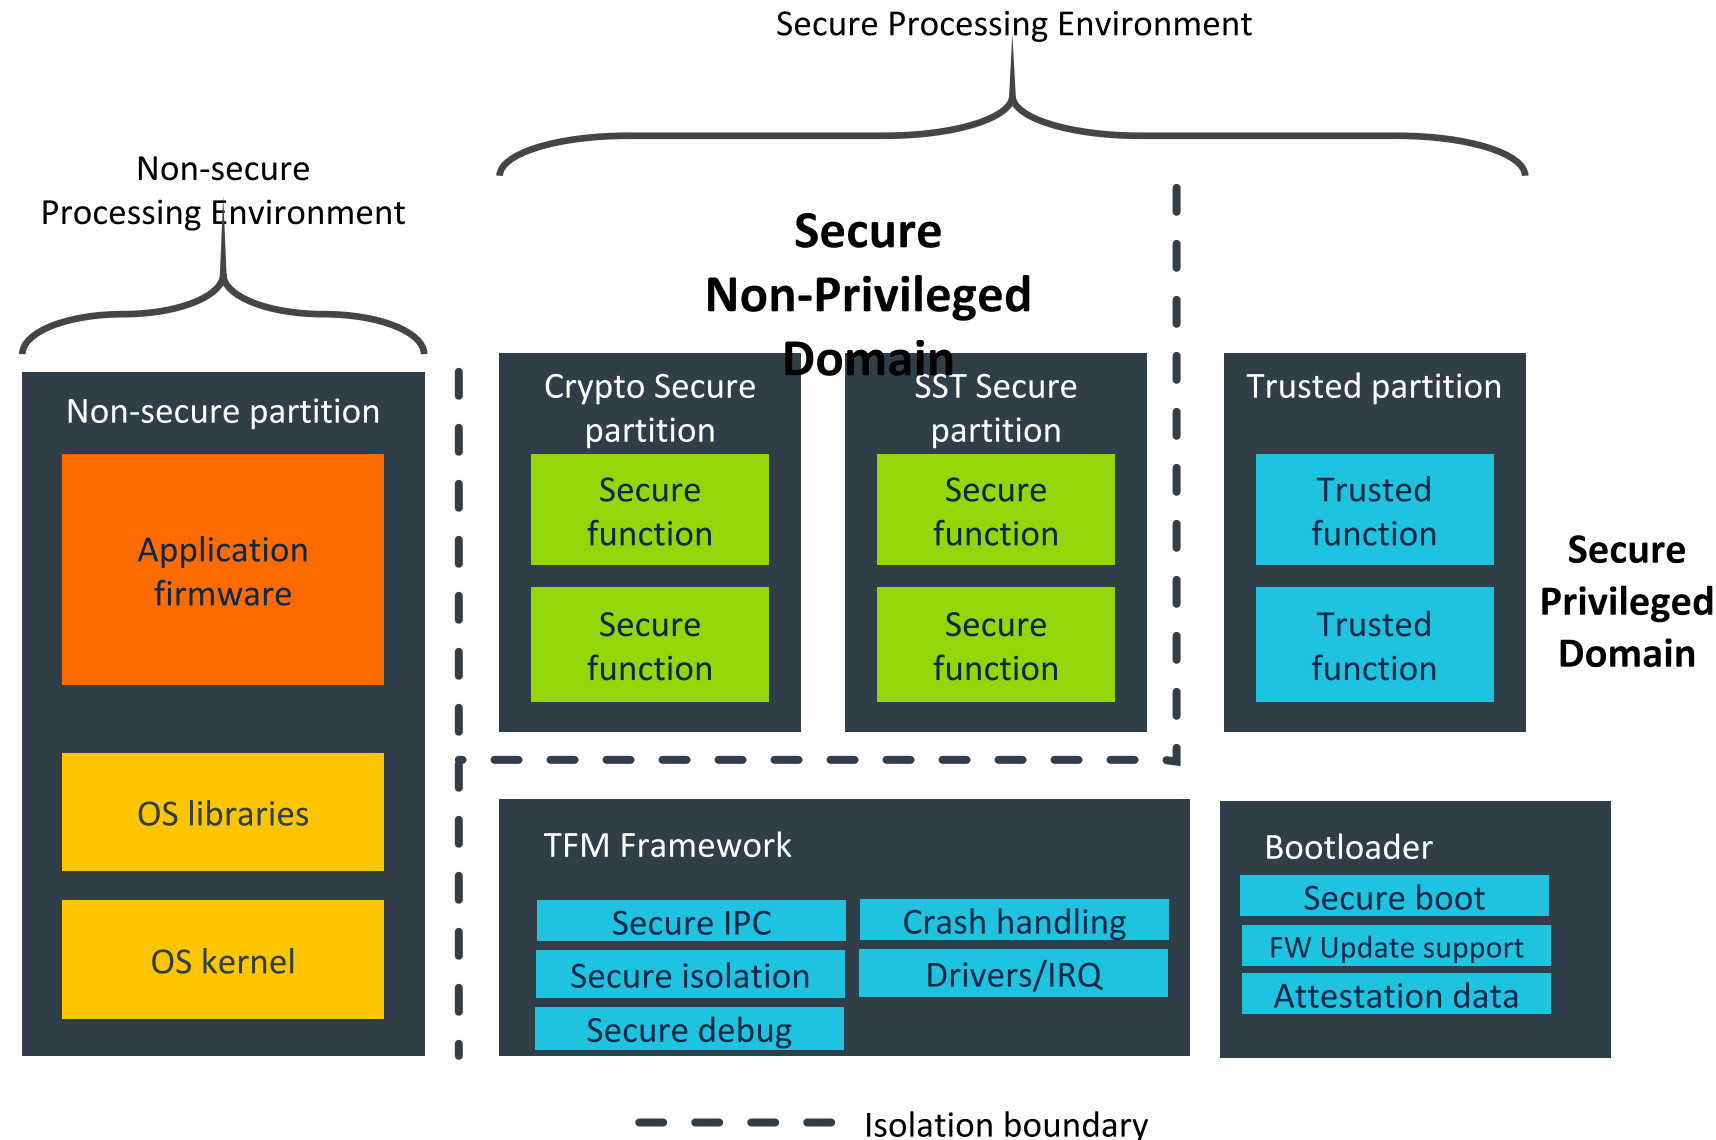 Secure Processing Environment
Non-secure
Processing Environment
Secure
Non-Privileged
Domain
Non-secure partition
Application
firmware
OS libraries
OS kernel
Crypto Secure
partition
Secure
function
Secure
function
SST Secure
partition
Secure
function
Secure
function
Trusted partition
Trusted
function
Trusted
function
Secure
Privileged
Domain
TFM Framework
Secure IPC
Crash handling
Secure isolation
Drivers/IRQ
Secure debug
Bootloader
Secure boot
FW Update support
Attestation data
Isolation boundary